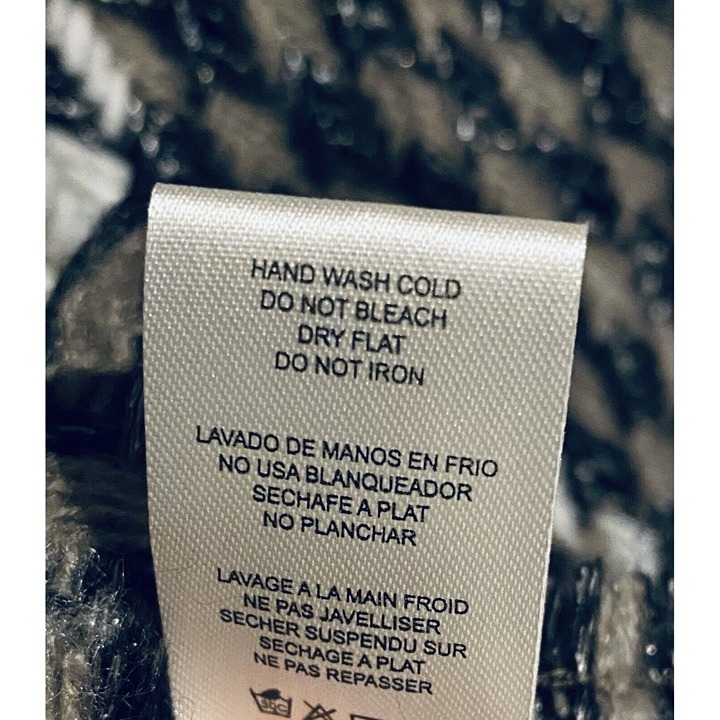 HAND WASH COLD
DO NOT BLEACH
DRY FLAT
DO NOT IRON
LAVADO DE MANOS EN FRIO
NO USA BLANQUEADOR
SECHAFE A PLAT
NO PLANCHAR
LAVAGE A LA MAIN FROID
NE PAS JAVELLISER
SECHER SUSPENDU SUR
SECHAGE A PLAT
NE PAS REPASSER
30C